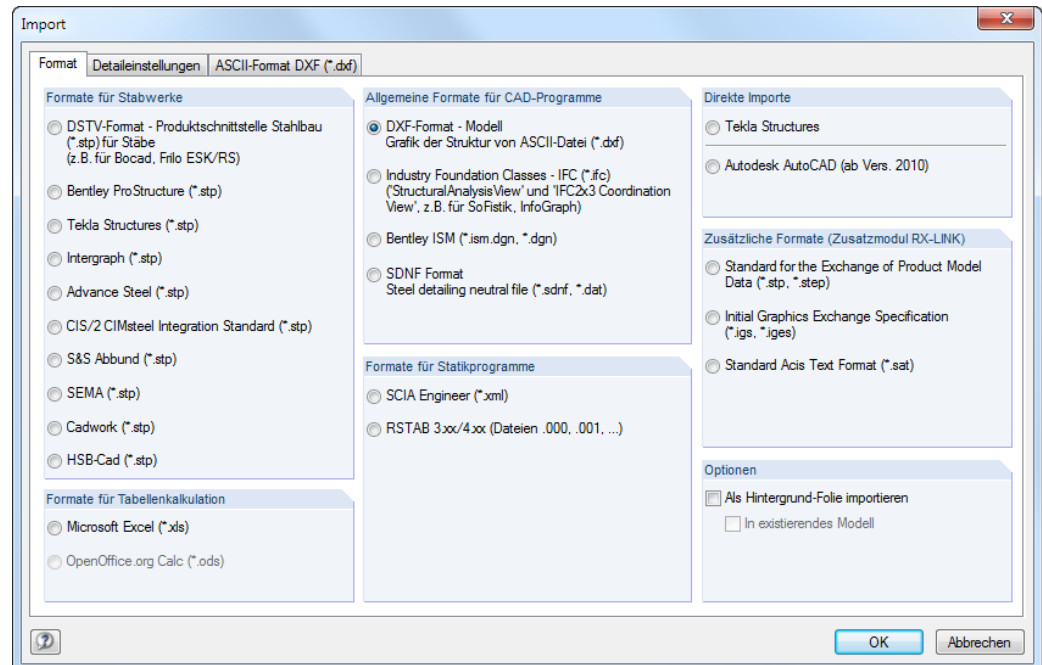 Import
Format
Detaileinstellungen
ASCII-Format DXF (*.dxf)
Formate für Stabwerke
DSTV-Format - Produktschnittstelle Stahlbau
(*.stp) für Stäbe
(z.B. für Bocad, Frilo ESK/RS)
Bentley ProStructure (*.stp)
Tekla Structures (*.stp)
Intergraph (*.stp)
Advance Steel (*.stp)
CIS/2 CIMsteel Integration Standard (*.stp)
S&S Abbund (*.stp)
SEMA (*.stp)
Cadwork (*.stp)
HSB-Cad (*.stp)
Formate für Tabellenkalkulation
Microsoft Excel (*.xls)
OpenOffice.org Calc (*.ods)
Allgemeine Formate für CAD-Programme
DXF-Format - Modell
Grafik der Struktur von ASCII-Datei (*.dxf)
Industry Foundation Classes - IFC (*.ifc)
('StructuralAnalysisView' und 'IFC2x3 Coordination
View', z.B. für SoFistik, InfoGraph)
Bentley ISM (*.ism.dgn, *.dgn)
SDNF Format
Steel detailing neutral file (*.sdnf, *.dat)
Formate für Statikprogramme
SCIA Engineer (*.xml)
RSTAB 3.xx/4.xx (Dateien .000, .001, ...)
Direkte Importe
Tekla Structures
Autodesk AutoCAD (ab Vers. 2010)
Zusätzliche Formate (Zusatzmodul RX-LINK)
Standard for the Exchange of Product Model
Data (*.stp, *.step)
Initial Graphics Exchange Specification
(*.igs, *.iges)
Standard Acis Text Format (*.sat)
Optionen
Als Hintergrund-Folie importieren
In existierendes Modell
OK
Abbrechen